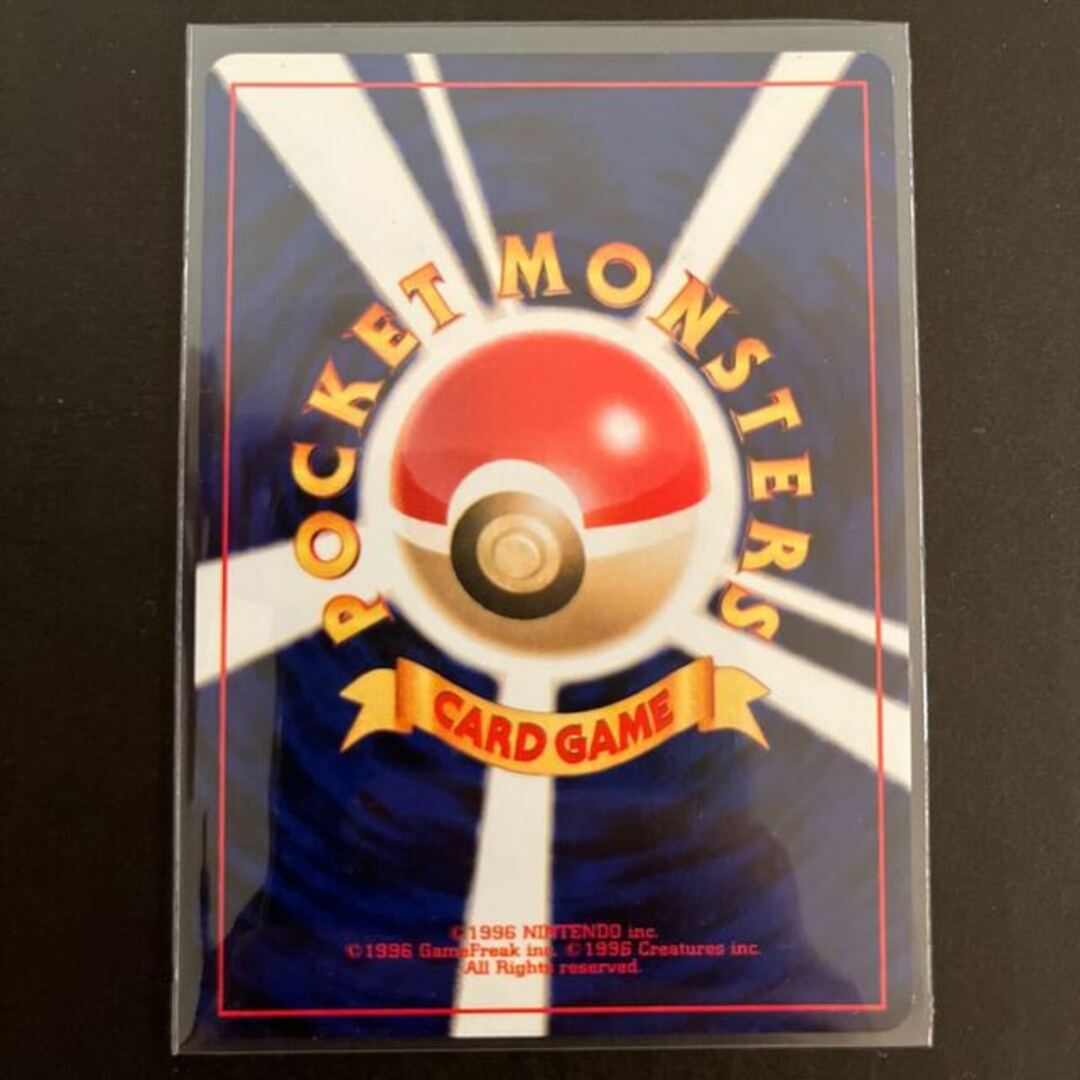 POCKET MONSTERS
CARD GAME
©1996 NINTENDO inc.
©1996 GameFreak inc. ©1996 Creatures inc.
All Rights reserved.